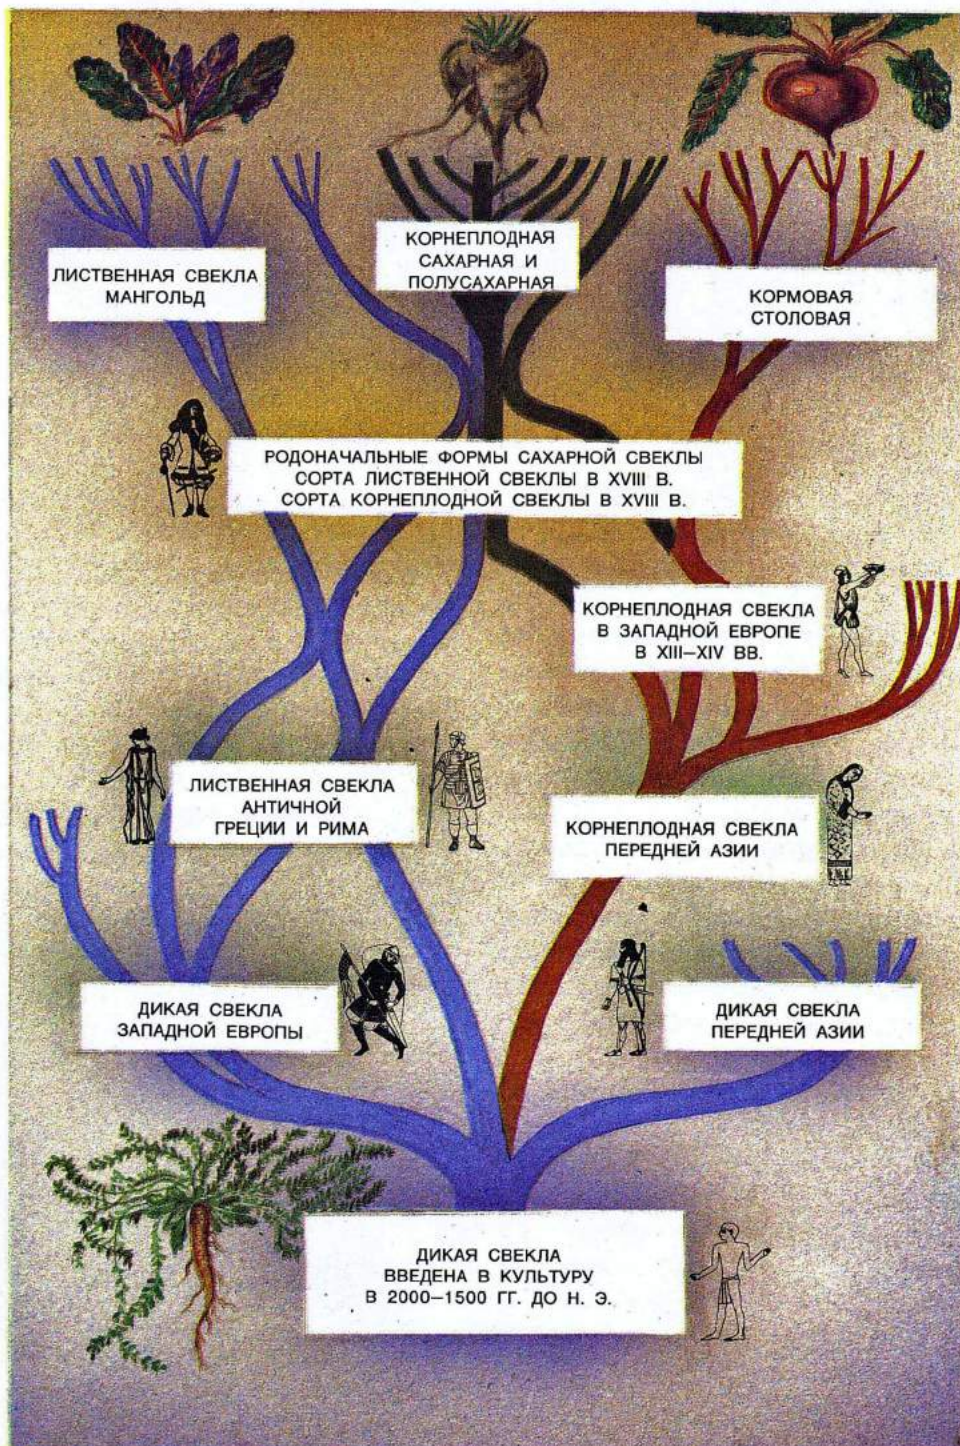 ЛИСТВЕННАЯ СВЕКЛА
МАНГОЛЬД
КОРНЕПЛОДНАЯ
САХАРНАЯ И
ПОЛУСАХАРНАЯ
КОРМОВАЯ
СТОЛОВАЯ
РОДОНАЧАЛЬНЫЕ ФОРМЫ САХАРНОЙ СВЕКЛЫ
СОРТА ЛИСТВЕННОЙ СВЕКЛЫ В XVIII В.
СОРТА КОРНЕПЛОДНОЙ СВЕКЛЫ В XVIII В.
КОРНЕПЛОДНАЯ СВЕКЛА
В ЗАПАДНОЙ ЕВРОПЕ
В XIII–XIV ВВ.
ЛИСТВЕННАЯ СВЕКЛА
АНТИЧНОЙ
ГРЕЦИИ И РИМА
КОРНЕПЛОДНАЯ СВЕКЛА
ПЕРЕДНЕЙ АЗИИ
ДИКАЯ СВЕКЛА
ЗАПАДНОЙ ЕВРОПЫ
ДИКАЯ СВЕКЛА
ПЕРЕДНЕЙ АЗИИ
ДИКАЯ СВЕКЛА
ВВЕДЕНА В КУЛЬТУРУ
В 2000–1500 ГГ. ДО Н. Э.